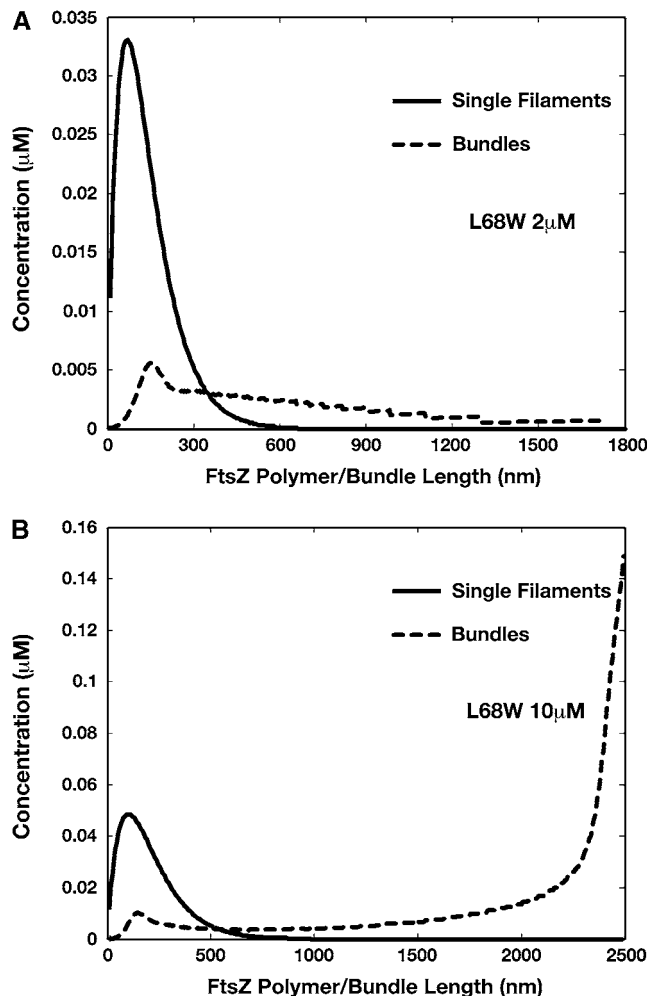 A
Concentration (μM)
0.035
0.03
0.025
0.02
0.015
0.01
0.005
0
Single Filaments
Bundles
L68W 2μM
0 300 600 900 1200 1500 1800
FtsZ Polymer/Bundle Length (nm)
B
Concentration (μM)
0.16
0.14
0.12
0.1
0.08
0.06
0.04
0.02
0
Single Filaments
Bundles
L68W 10μM
0 500 1000 1500 2000 2500
FtsZ Polymer/Bundle Length (nm)